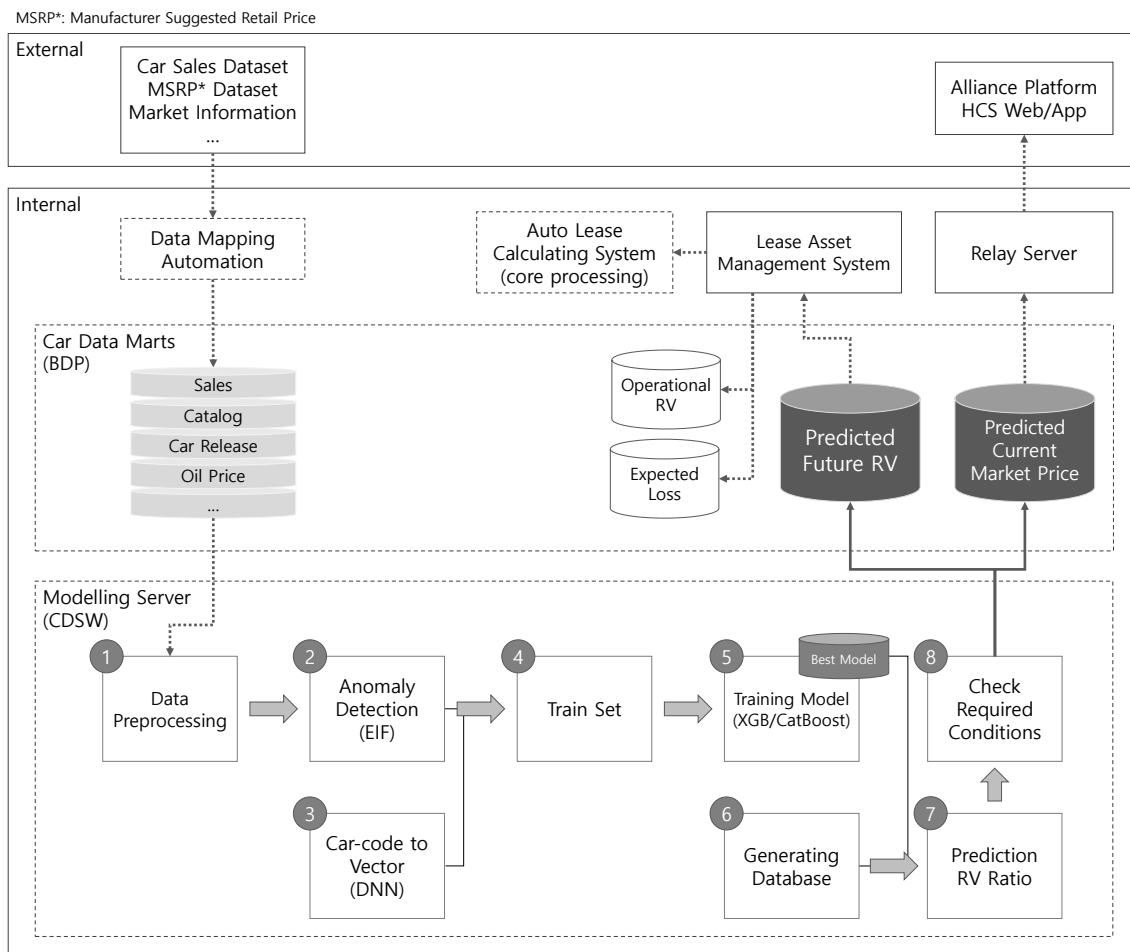 MSRP*: Manufacturer Suggested Retail Price
External
Car Sales Dataset
MSRP* Dataset
Market Information
...
Alliance Platform
HCS Web/App
Internal
Data Mapping
Automation
Auto Lease
Calculating System
(core processing)
Lease Asset
Management System
Relay Server
Car Data Marts
(BDP)
Sales
Catalog
Car Release
Oil Price
...
Operational
RV
Expected
Loss
Predicted
Future RV
Predicted
Current
Market Price
Modelling Server
(CDSW)
1
Data
Preprocessing
2
Anomaly
Detection
(EIF)
3
Car-code to
Vector
(DNN)
4
Train Set
5
Best Model
Training Model
(XGB/CatBoost)
6
Generating
Database
7
Prediction
RV Ratio
8
Check
Required
Conditions